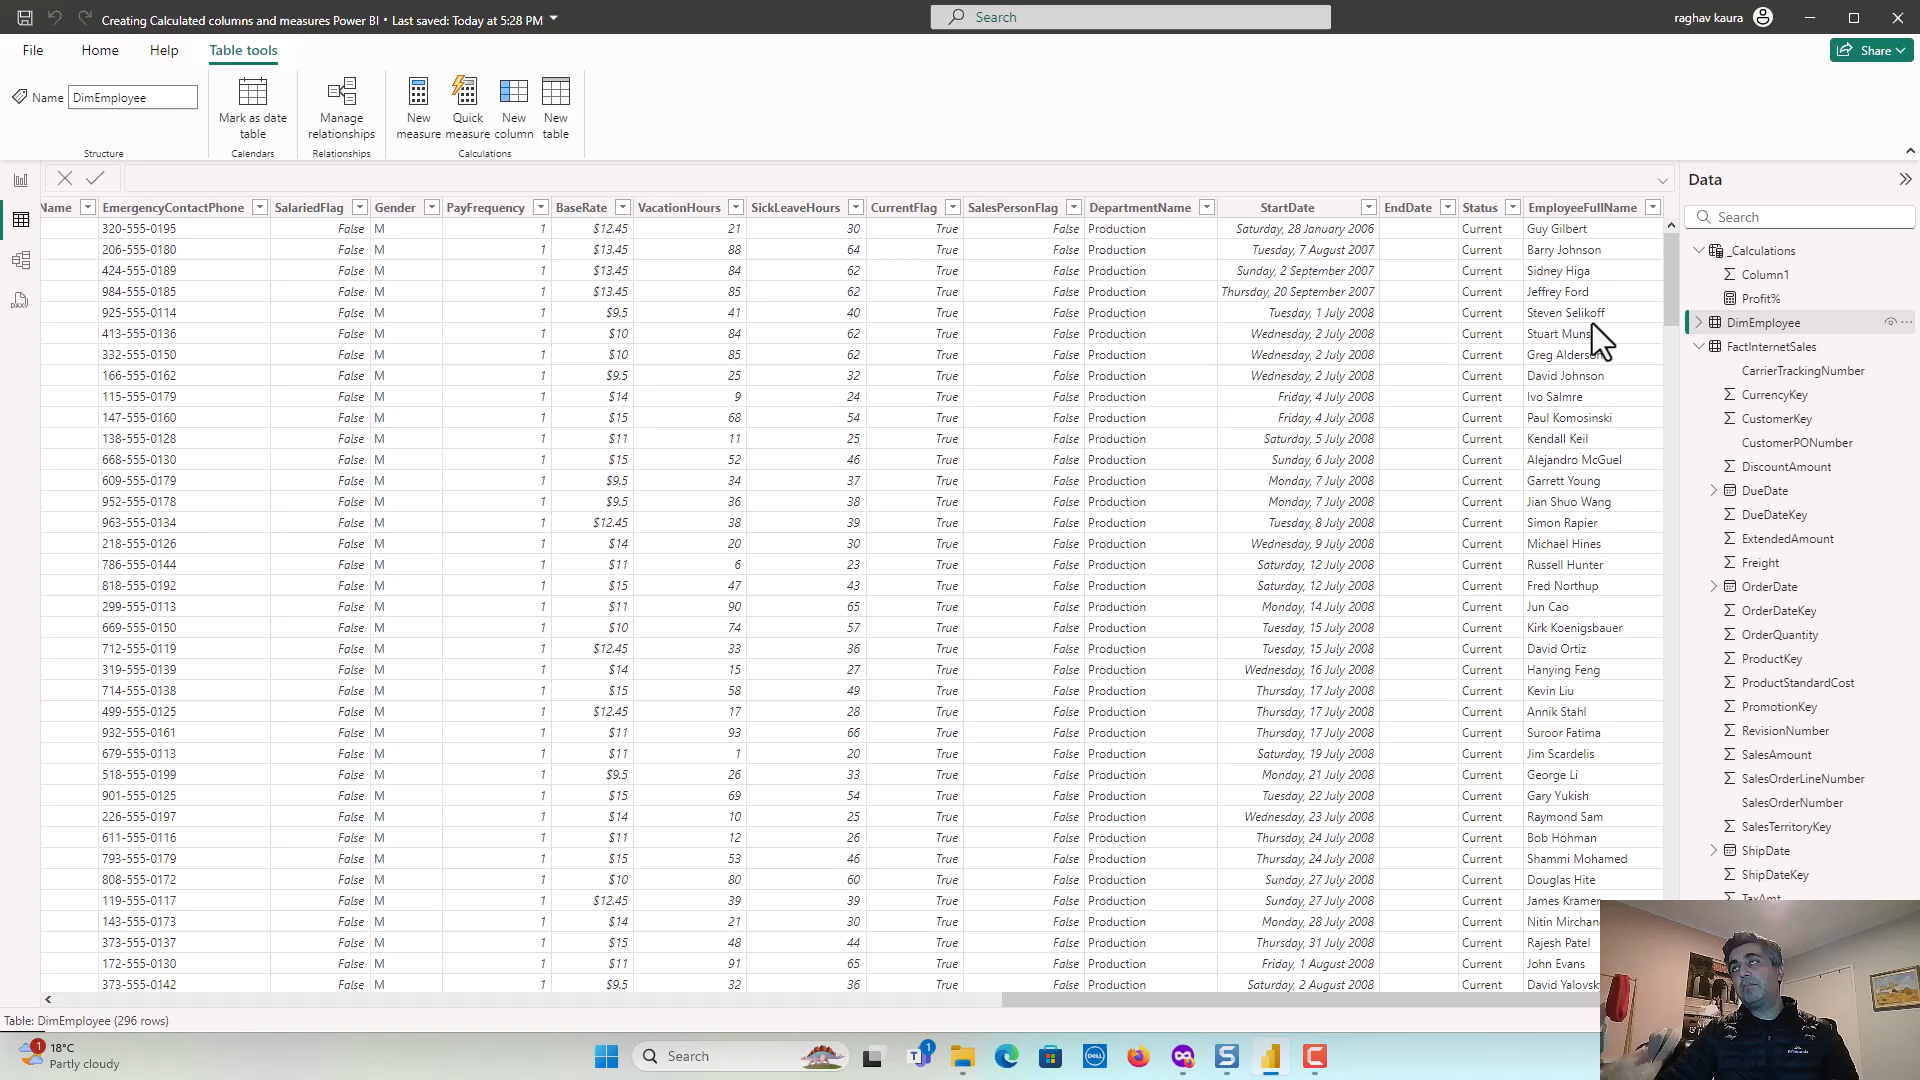 Creating Calculated columns and measures Power BI • Last saved: Today at 5:28 PM
Search
raghav kaura
File Home Help Table tools
Share
Name DimEmployee
Mark as date table
Manage relationships
New measure
Quick measure
New column
New table
Structure Calendars Relationships Calculations
Name EmergencyContactPhone SalariedFlag Gender PayFrequency BaseRate VacationHours SickLeaveHours CurrentFlag SalesPersonFlag DepartmentName StartDate EndDate Status EmployeeFullName
320-555-0195 False M 1 $12.45 21 30 True False Production Saturday, 28 January 2006 Current Guy Gilbert
206-555-0180 False M 1 $13.45 88 64 True False Production Tuesday, 7 August 2007 Current Barry Johnson
424-555-0189 False M 1 $13.45 84 62 True False Production Sunday, 2 September 2007 Current Sidney Higa
984-555-0185 False M 1 $13.45 85 62 True False Production Thursday, 20 September 2007 Current Jeffrey Ford
925-555-0114 False M 1 $9.5 41 40 True False Production Tuesday, 1 July 2008 Current Steven Selikoff
413-555-0136 False M 1 $10 84 62 True False Production Wednesday, 2 July 2008 Current Stuart Muns
332-555-0150 False M 1 $10 85 62 True False Production Wednesday, 2 July 2008 Current Greg Alderson
166-555-0162 False M 1 $9.5 25 32 True False Production Wednesday, 2 July 2008 Current David Johnson
115-555-0179 False M 1 $14 9 24 True False Production Friday, 4 July 2008 Current Ivo Salmre
147-555-0160 False M 1 $15 68 54 True False Production Friday, 4 July 2008 Current Paul Komosinski
138-555-0128 False M 1 $11 11 25 True False Production Saturday, 5 July 2008 Current Kendall Keil
668-555-0130 False M 1 $15 52 46 True False Production Sunday, 6 July 2008 Current Alejandro McGuel
609-555-0179 False M 1 $9.5 34 37 True False Production Monday, 7 July 2008 Current Garrett Young
952-555-0178 False M 1 $9.5 36 38 True False Production Monday, 7 July 2008 Current Jian Shuo Wang
963-555-0134 False M 1 $12.45 38 39 True False Production Tuesday, 8 July 2008 Current Simon Rapier
218-555-0126 False M 1 $14 20 30 True False Production Wednesday, 9 July 2008 Current Michael Hines
786-555-0144 False M 1 $11 6 23 True False Production Saturday, 12 July 2008 Current Russell Hunter
818-555-0192 False M 1 $15 47 43 True False Production Saturday, 12 July 2008 Current Fred Northup
299-555-0113 False M 1 $11 90 65 True False Production Monday, 14 July 2008 Current Jun Cao
669-555-0150 False M 1 $10 74 57 True False Production Tuesday, 15 July 2008 Current Kirk Koenigsbauer
712-555-0119 False M 1 $12.45 33 36 True False Production Tuesday, 15 July 2008 Current David Ortiz
319-555-0139 False M 1 $14 15 27 True False Production Wednesday, 16 July 2008 Current Hanying Feng
714-555-0138 False M 1 $15 58 49 True False Production Thursday, 17 July 2008 Current Kevin Liu
499-555-0125 False M 1 $12.45 17 28 True False Production Thursday, 17 July 2008 Current Annik Stahl
932-555-0161 False M 1 $11 93 66 True False Production Thursday, 17 July 2008 Current Suroor Fatima
679-555-0113 False M 1 $11 1 20 True False Production Saturday, 19 July 2008 Current Jim Scardelis
518-555-0199 False M 1 $9.5 26 33 True False Production Monday, 21 July 2008 Current George Li
901-555-0125 False M 1 $15 69 54 True False Production Tuesday, 22 July 2008 Current Gary Yukish
226-555-0197 False M 1 $14 10 25 True False Production Wednesday, 23 July 2008 Current Raymond Sam
611-555-0116 False M 1 $11 12 26 True False Production Thursday, 24 July 2008 Current Bob Hohman
793-555-0179 False M 1 $15 53 46 True False Production Thursday, 24 July 2008 Current Shammi Mohamed
808-555-0172 False M 1 $10 80 60 True False Production Sunday, 27 July 2008 Current Douglas Hite
119-555-0117 False M 1 $12.45 39 39 True False Production Sunday, 27 July 2008 Current James Kramer
143-555-0173 False M 1 $14 21 30 True False Production Monday, 28 July 2008 Current Nitin Mirchan
373-555-0137 False M 1 $15 48 44 True False Production Thursday, 31 July 2008 Current Rajesh Patel
172-555-0130 False M 1 $11 91 65 True False Production Friday, 1 August 2008 Current John Evans
373-555-0142 False M 1 $9.5 32 36 True False Production Saturday, 2 August 2008 Current David Yalovsk
Data
Search
_Calculations
Column1
Profit%
DimEmployee
FactInternetSales
CarrierTrackingNumber
CurrencyKey
CustomerKey
CustomerPONumber
DiscountAmount
DueDate
DueDateKey
ExtendedAmount
Freight
OrderDate
OrderDateKey
OrderQuantity
ProductKey
ProductStandardCost
PromotionKey
RevisionNumber
SalesAmount
SalesOrderLineNumber
SalesOrderNumber
SalesTerritoryKey
ShipDate
ShipDateKey
TaxAmt
Table: DimEmployee (296 rows)
1
18°C
Partly cloudy
Search
1
DELL
DAX